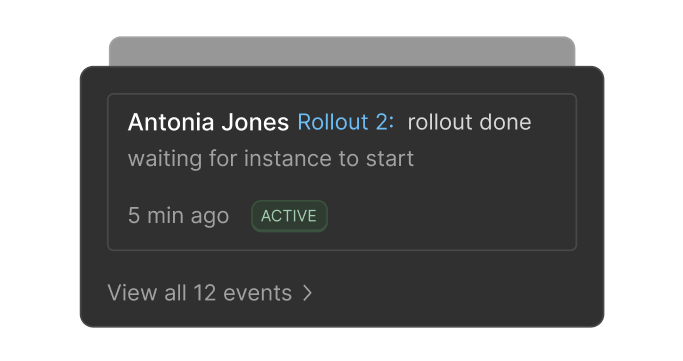 Antonia Jones Rollout 2: rollout done
waiting for instance to start
5 min ago ACTIVE
View all 12 events